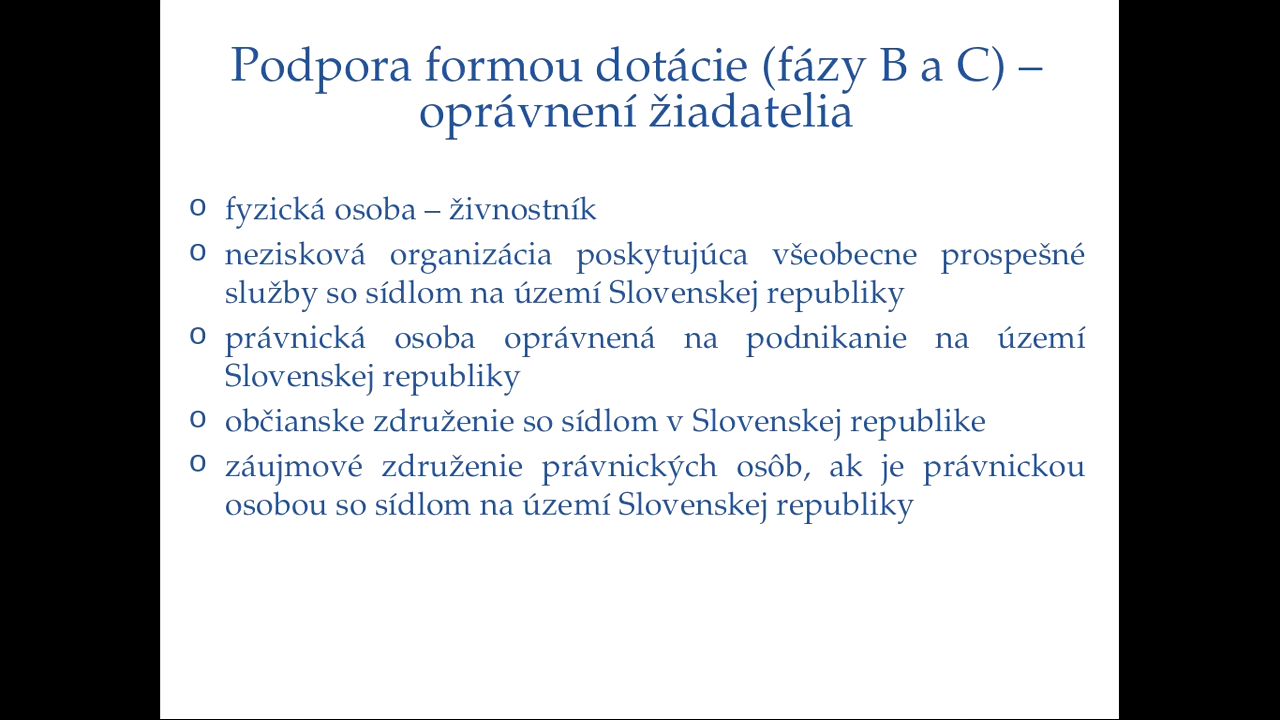 Podpora formou dotácie (fázy B a C) –
oprávnení žiadatelia
o fyzická osoba – živnostník
o nezisková organizácia poskytujúca všeobecne prospešné
služby so sídlom na území Slovenskej republiky
o právnická osoba oprávnená na podnikanie na území
Slovenskej republiky
o občianske združenie so sídlom v Slovenskej republike
o záujmové združenie právnických osôb, ak je právnickou
osobou so sídlom na území Slovenskej republiky